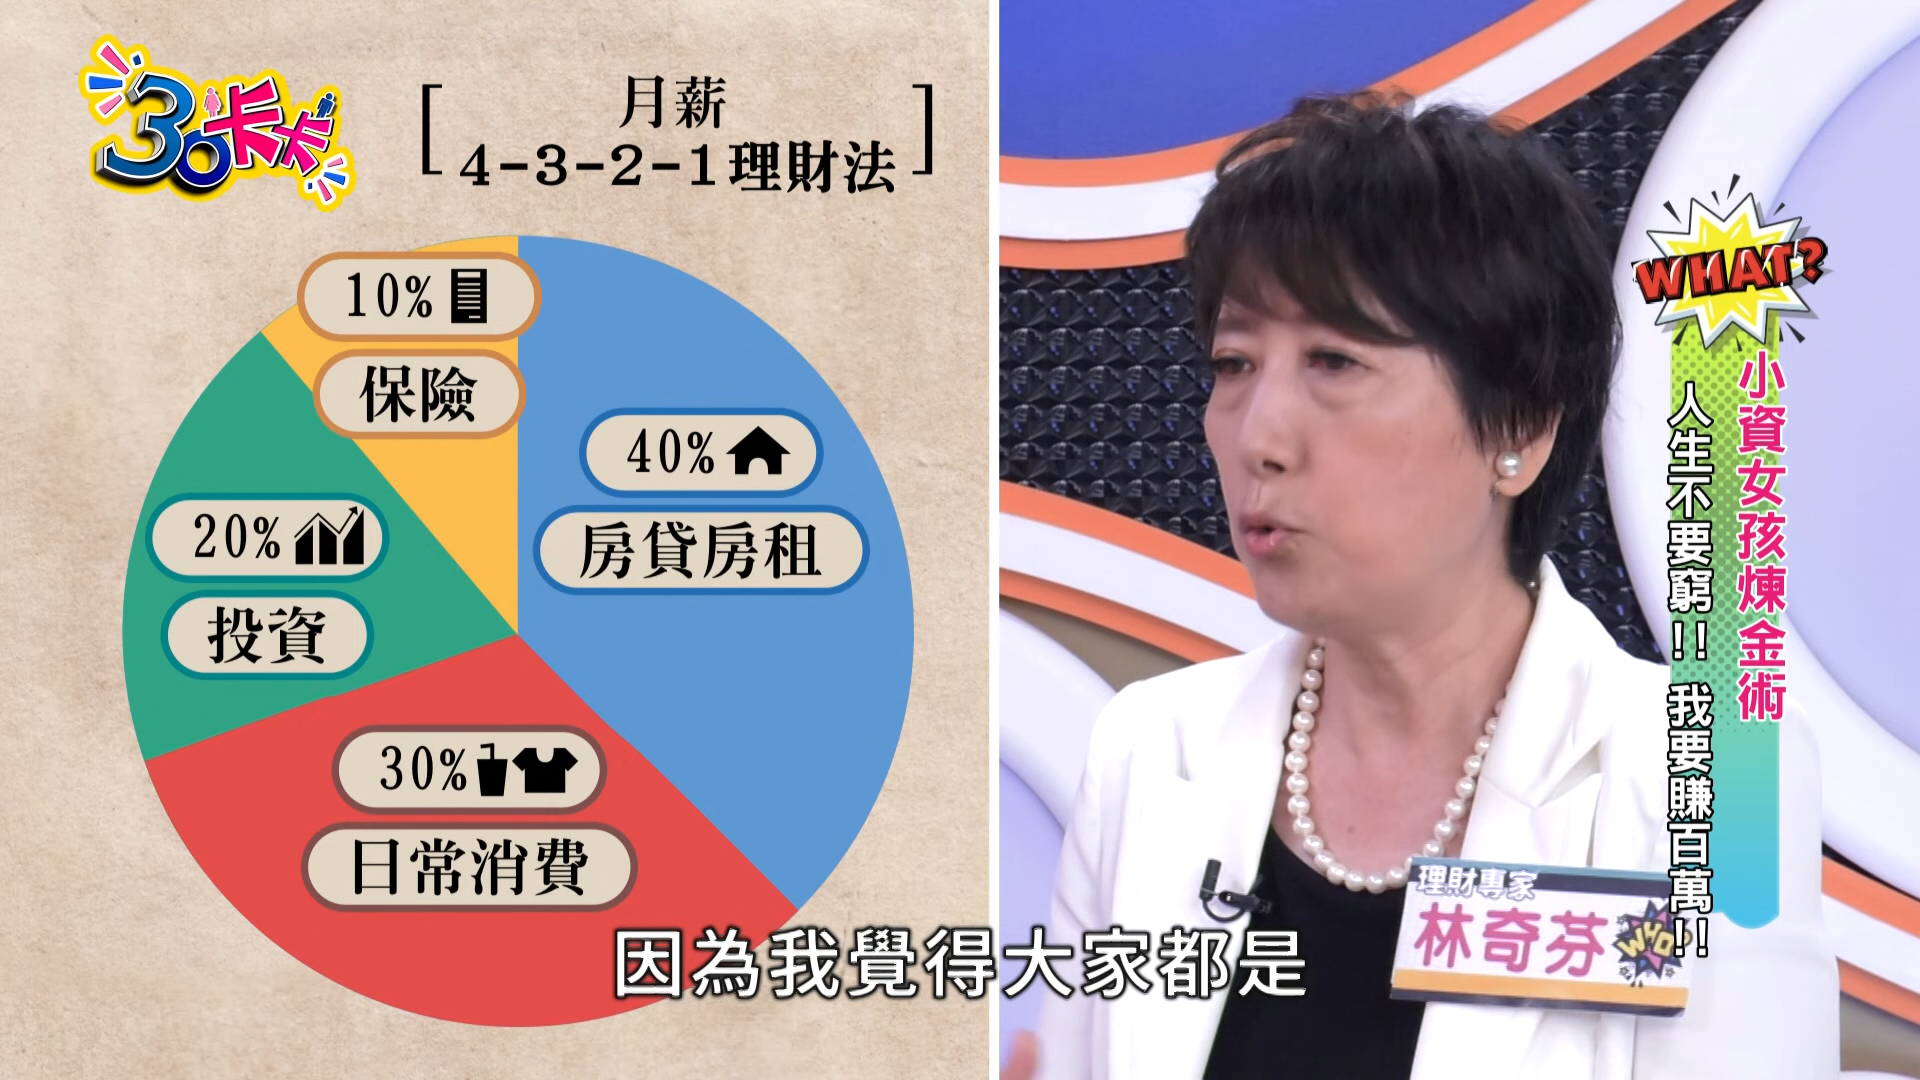 30卡卡
月薪
4-3-2-1理財法
10%
保險
40%
房貸房租
20%
投資
30%
日常消費
WHAT?
小資女孩煉金術
人生不要窮!! 我要賺百萬!!
理財專家
林奇芬
WHO?
因為我覺得大家都是